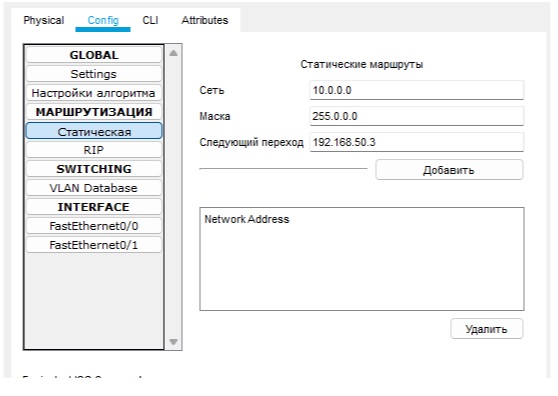 Physical Config CLI Attributes
GLOBAL
Settings
Настройки алгоритма
МАРШРУТИЗАЦИЯ
Статическая
RIP
SWITCHING
VLAN Database
INTERFACE
FastEthernet0/0
FastEthernet0/1
Статические маршруты
Сеть 10.0.0.0
Маска 255.0.0.0
Следующий переход 192.168.50.3
Добавить
Network Address
Удалить